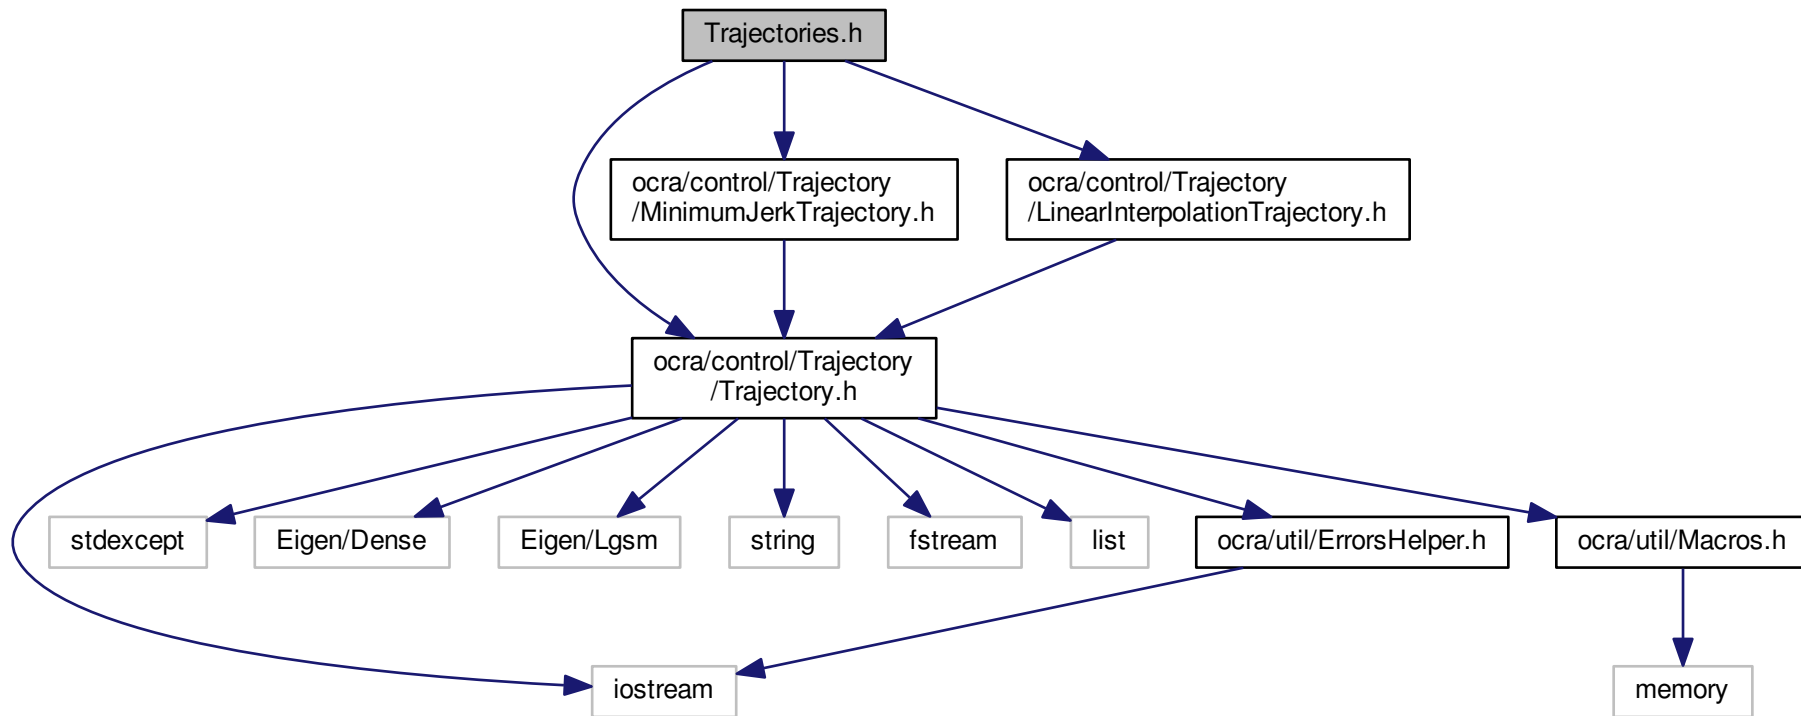 Trajectories.h
ocra/control/Trajectory
/MinimumJerkTrajectory.h
ocra/control/Trajectory
/LinearInterpolationTrajectory.h
ocra/control/Trajectory
/Trajectory.h
stdexcept
Eigen/Dense
Eigen/Lgsm
string
fstream
list
ocra/util/ErrorsHelper.h
ocra/util/Macros.h
iostream
memory